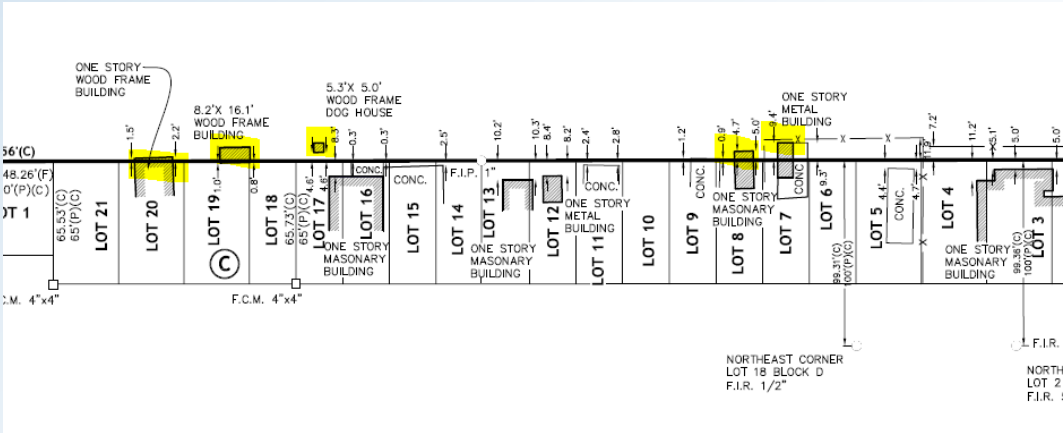 ONE STORY
WOOD FRAME
BUILDING
8.2'X 16.1'
WOOD FRAME
BUILDING
5.3'X 5.0'
WOOD FRAME
DOG HOUSE
ONE STORY
METAL
BUILDING
1.5'
2.2'
8.3'
0.3'
0.3'
2.5'
10.2'
10.3'
8.4'
8.2'
2.4'
2.8'
1.2'
0.9'
4.7'
5.0'
9.4'
X
X
X
11.9'
7.2'
11.2'
5.1'
5.0'
5.0'
56'(C)
48.26'(F)
0'(P)(C)
OT 1
65.53'(C)
65'(P)(C)
LOT 21
LOT 20
LOT 19
1.0'
0.8'
LOT 18
65.73'(C)
65'(P)(C)
LOT 17
4.6'
4.6'
CONC.
LOT 16
CONC.
LOT 15
F.I.P. 1"
LOT 14
LOT 13
LOT 12
CONC.
LOT 11
LOT 10
LOT 9
CONC.
LOT 8
CONC
LOT 7
9.3'
LOT 6
99.31'(C)
100'(P)(C)
LOT 5
4.4'
CONC.
4.7'
X
LOT 4
99.36'(C)
100'(P)(C)
LOT 3
C
ONE STORY
MASONARY
BUILDING
ONE STORY
MASONARY
BUILDING
ONE STORY
METAL
BUILDING
ONE STORY
MASONARY
BUILDING
ONE STORY
MASONARY
BUILDING
.C.M. 4"x4"
F.C.M. 4"x4"
NORTHEAST CORNER
LOT 18 BLOCK D
F.I.R. 1/2"
F.I.R.
NORTH
LOT 2
F.I.R.